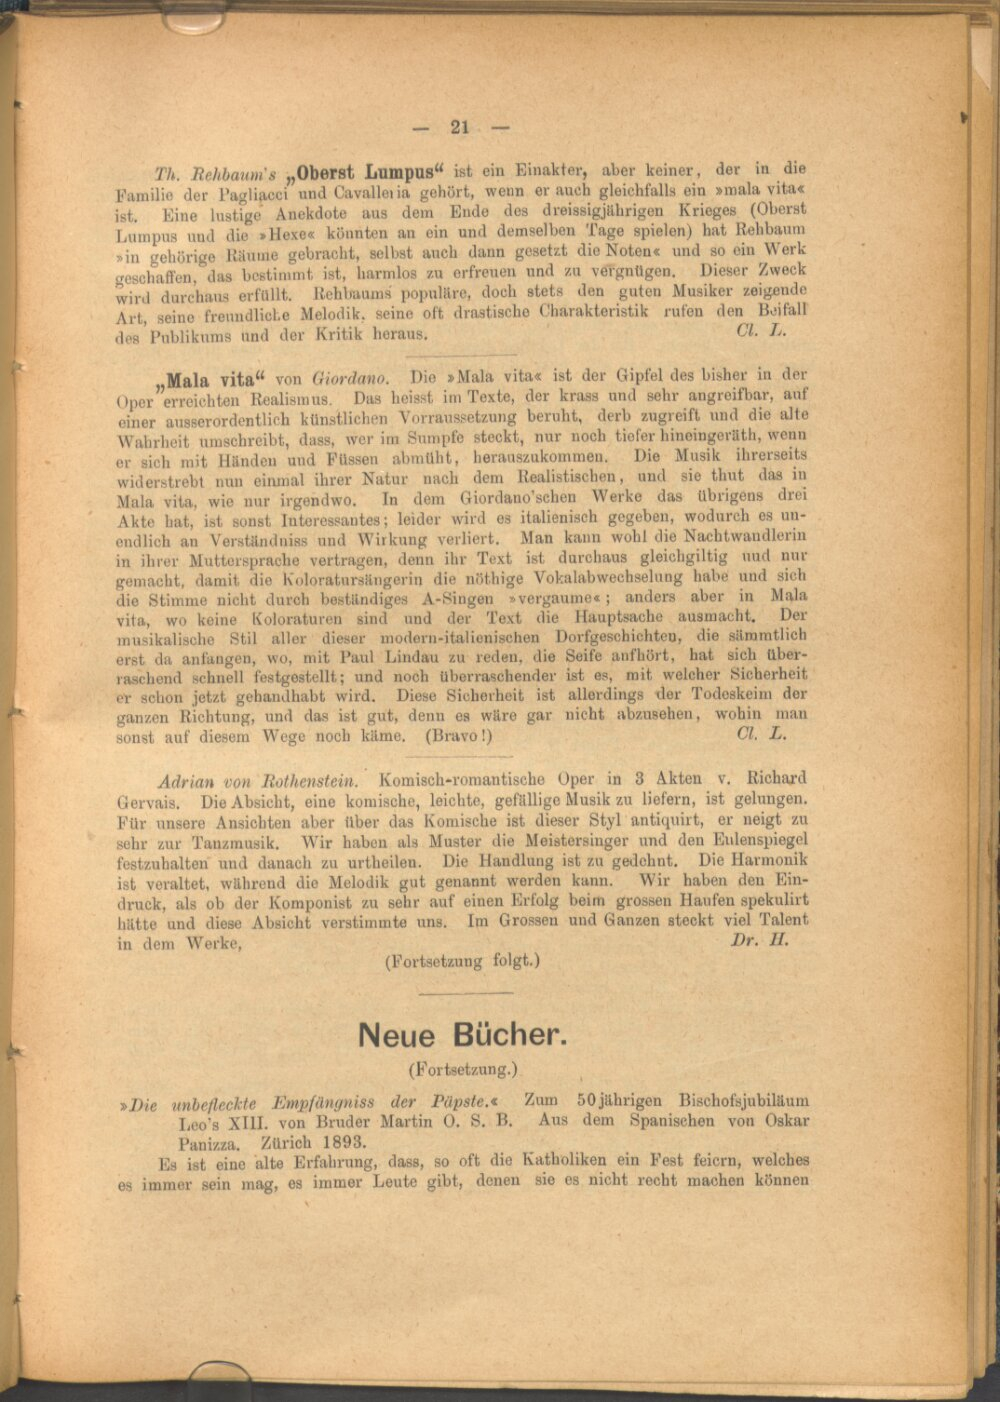 — 21 —
Th. Rehbaum's „Oberst Lumpus“ ist ein Einakter, aber keiner, der in die
Familie der Pagliacci und Cavalleria gehört, wenn er auch gleichfalls ein »mala vita«
ist. Eine lustige Anekdote aus dem Ende des dreissigjährigen Krieges (Oberst
Lumpus und die »Hexe« könnten an ein und demselben Tage spielen) hat Rehbaum
»in gehörige Räume gebracht, selbst auch dann gesetzt die Noten« und so ein Werk
geschaffen, das bestimmt ist, harmlos zu erfreuen und zu vergnügen. Dieser Zweck
wird durchaus erfüllt. Rehbaums populäre, doch stets den guten Musiker zeigende
Art, seine freundliche Melodik, seine oft drastische Charakteristik rufen den Beifall
des Publikums und der Kritik heraus. Cl. L.
„Mala vita“ von Giordano. Die »Mala vita« ist der Gipfel des bisher in der
Oper erreichten Realismus. Das heisst im Texte, der krass und sehr angreifbar, auf
einer ausserordentlich künstlichen Vorraussetzung beruht, derb zugreift und die alte
Wahrheit umschreibt, dass, wer im Sumpfe steckt, nur noch tiefer hineingeräth, wenn
er sich mit Händen und Füssen abmüht, herauszukommen. Die Musik ihrerseits
widerstrebt nun einmal ihrer Natur nach dem Realistischen, und sie thut das in
Mala vita, wie nur irgendwo. In dem Giordano'schen Werke das übrigens drei
Akte hat, ist sonst Interessantes; leider wird es italienisch gegeben, wodurch es un-
endlich an Verständniss und Wirkung verliert. Man kann wohl die Nachtwandlerin
in ihrer Muttersprache vertragen, denn ihr Text ist durchaus gleichgiltig uud nur
gemacht, damit die Koloratursängerin die nöthige Vokalabwechselung habe und sich
die Stimme nicht durch beständiges A-Singen »vergaume«; anders aber in Mala
vita, wo keine Koloraturen sind und der Text die Hauptsache ausmacht. Der
musikalische Stil aller dieser modern-italienischen Dorfgeschichten, die sämmtlich
erst da anfangen, wo, mit Paul Lindau zu reden, die Seife aufhört, hat sich über-
raschend schnell festgestellt; und noch überraschender ist es, mit welcher Sicherheit
er schon jetzt gehandhabt wird. Diese Sicherheit ist allerdings der Todeskeim der
ganzen Richtung, und das ist gut, denn es wäre gar nicht abzusehen, wohin man
sonst auf diesem Wege noch käme. (Bravo!) Cl. L.
Adrian von Rothenstein. Komisch-romantische Oper in 3 Akten v. Richard
Gervais. Die Absicht, eine komische, leichte, gefällige Musik zu liefern, ist gelungen.
Für unsere Ansichten aber über das Komische ist dieser Styl antiquirt, er neigt zu
sehr zur Tanzmusik. Wir haben als Muster die Meistersinger und den Eulenspiegel
festzuhalten und danach zu urtheilen. Die Handlung ist zu gedehnt. Die Harmonik
ist veraltet, während die Melodik gut genannt werden kann. Wir haben den Ein-
druck, als ob der Komponist zu sehr auf einen Erfolg beim grossen Haufen spekulirt
hätte und diese Absicht verstimmte uns. Im Grossen und Ganzen steckt viel Talent
in dem Werke, Dr. H.
(Fortsetzung folgt.)
Neue Bücher.
(Fortsetzung.)
»Die unbefleckte Empfängniss der Päpste.« Zum 50jährigen Bischofsjubiläum
Leo's XIII. von Bruder Martin O. S. B. Aus dem Spanischen von Oskar
Panizza. Zürich 1893.
Es ist eine alte Erfahrung, dass, so oft die Katholiken ein Fest feiern, welches
es immer sein mag, es immer Leute gibt, denen sie es nicht recht machen können